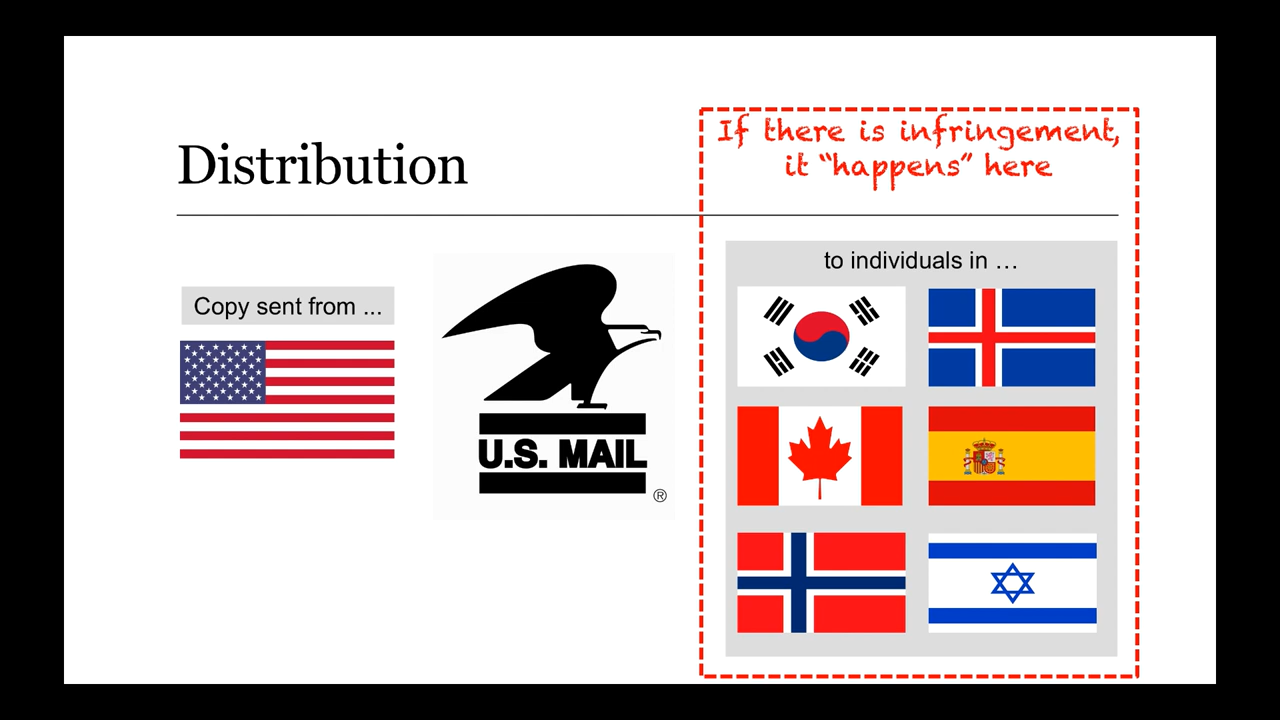 Distribution
If there is infringement,
it “happens” here
Copy sent from ...
U.S. MAIL
®
to individuals in …